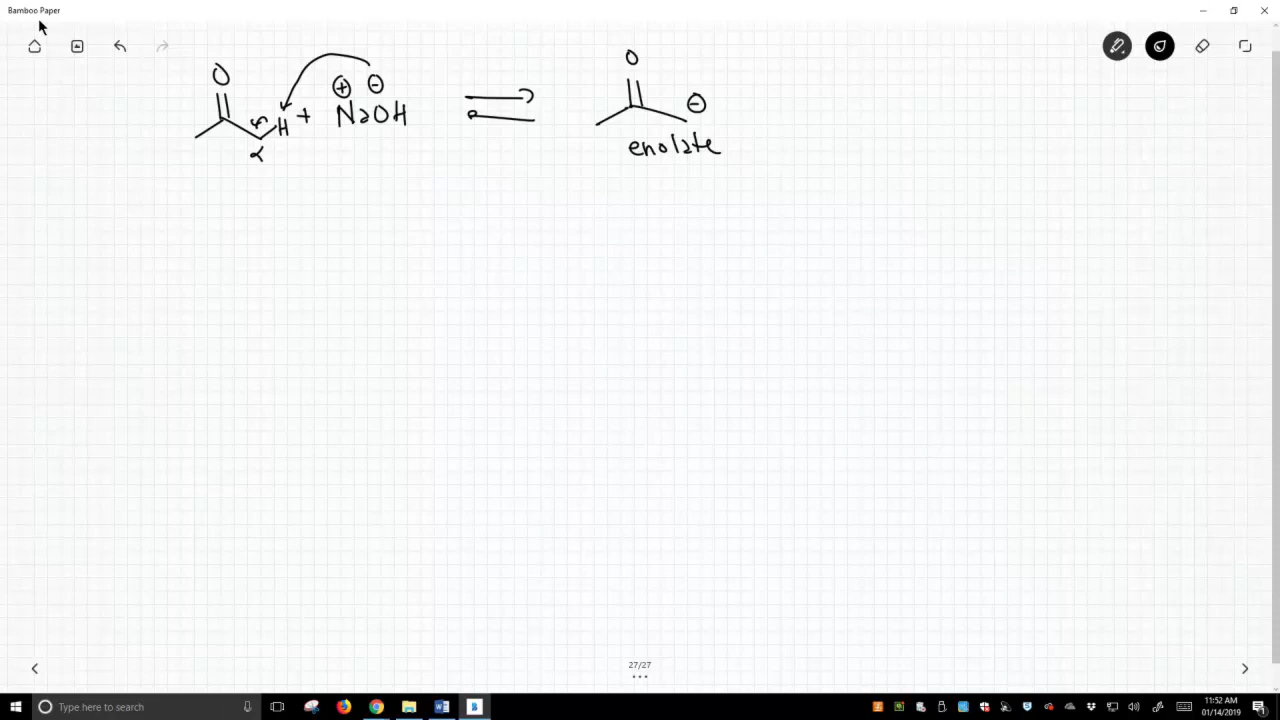 Bamboo Paper
O
H + NaOH
+ -
α
O
-
enolate
27/27
Type here to search
11:52 AM
01/14/2019